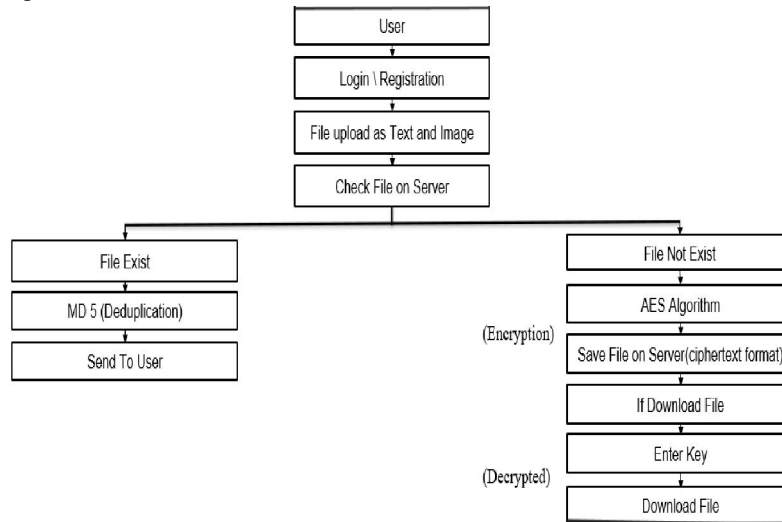 User
Login \ Registration
File upload as Text and Image
Check File on Server
File Exist
MD 5 (Deduplication)
Send To User
File Not Exist
AES Algorithm
(Encryption)
Save File on Server(ciphertext format)
If Download File
Enter Key
(Decrypted)
Download File